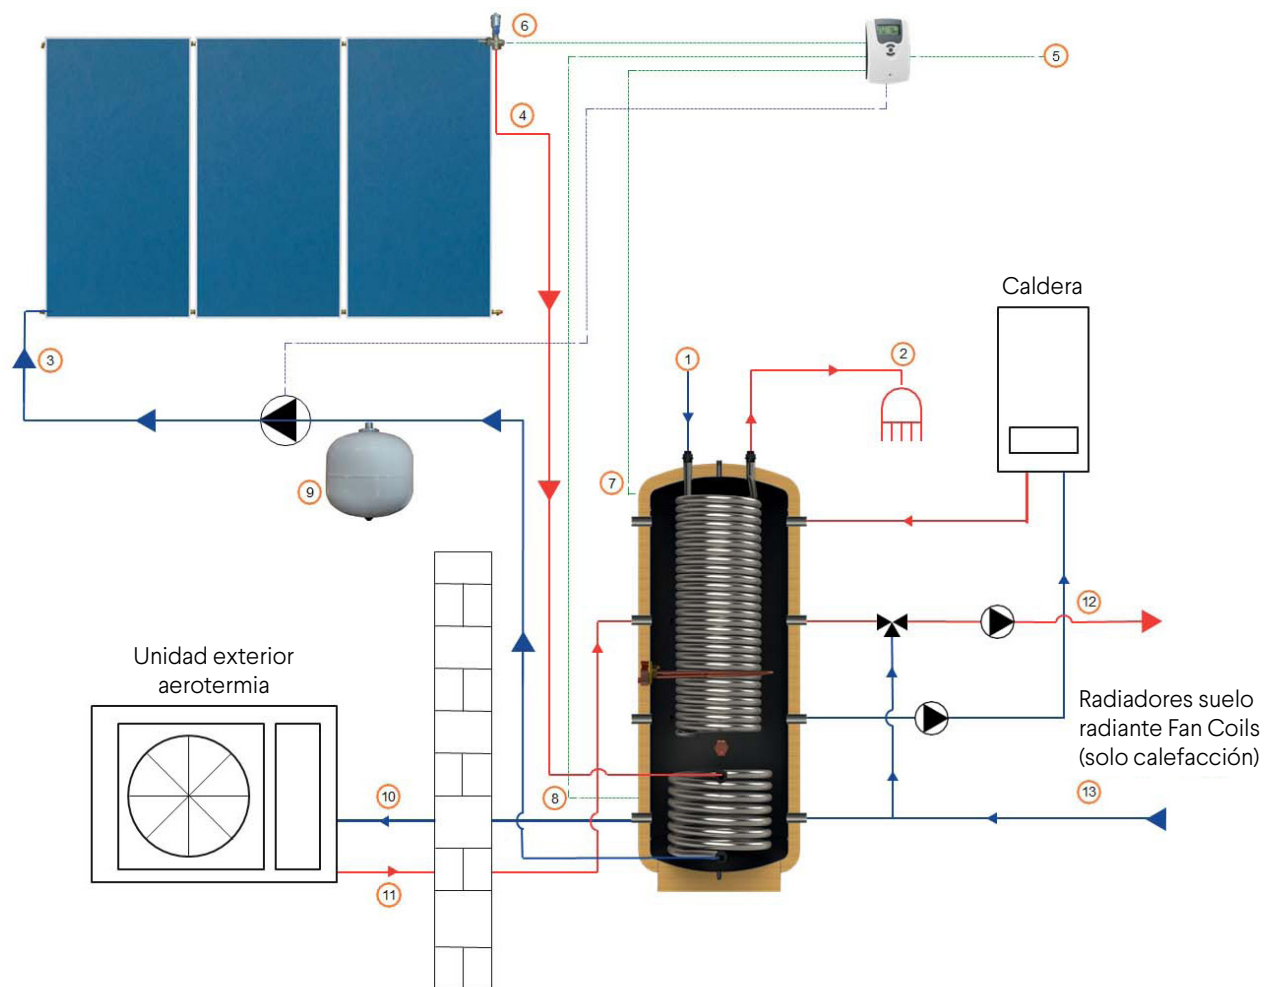 6
5
4
Caldera
3
1
2
7
9
12
Unidad exterior
aerotermia
Radiadores suelo
radiante Fan Coils
(solo calefacción)
10
8
13
11